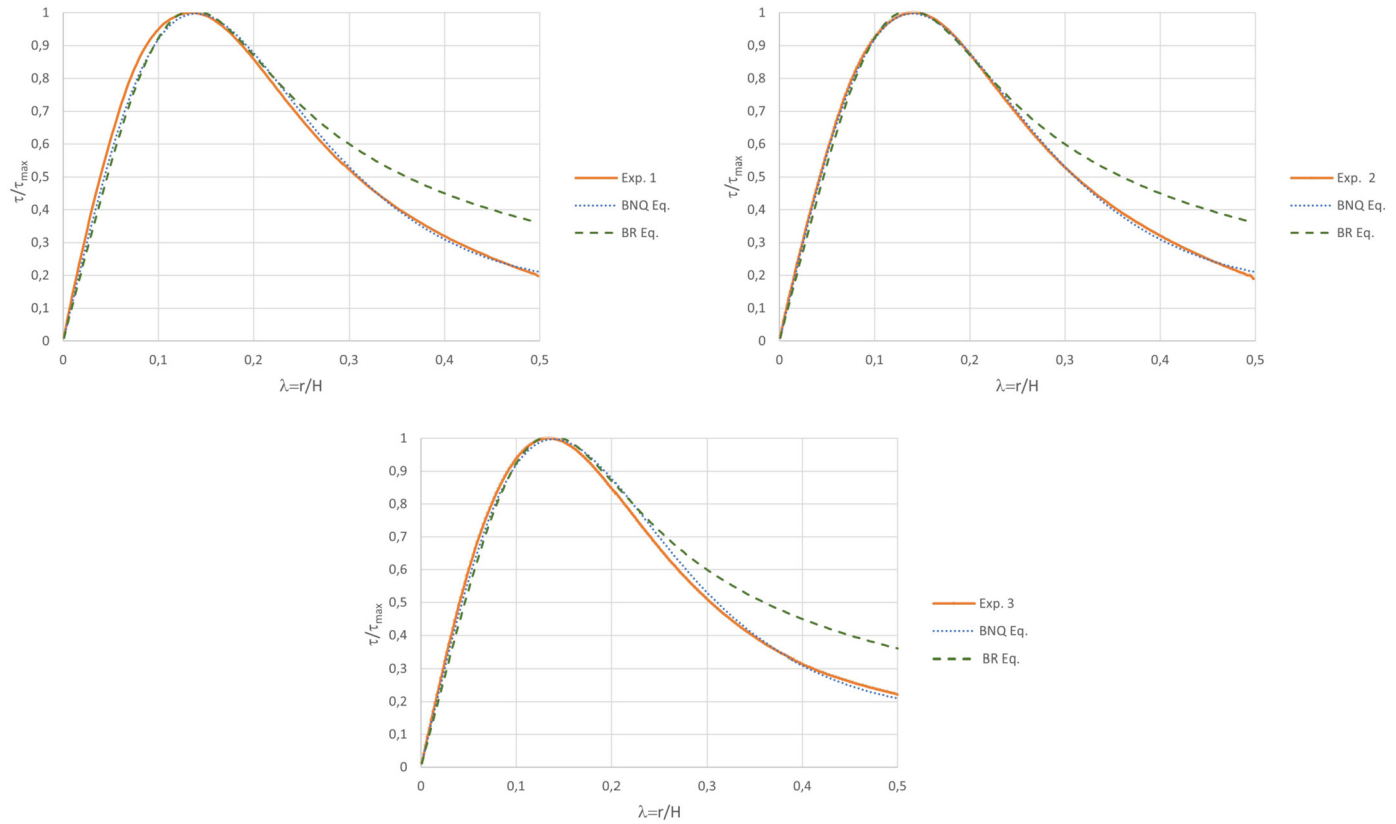 1
0,9
0,8
0,7
0,6
0,5
0,4
0,3
0,2
0,1
0
τ/τmax
0 0,1 0,2 0,3 0,4 0,5
λ=r/H
Exp. 1
BNQ Eq.
BR Eq.
1
0,9
0,8
0,7
0,6
0,5
0,4
0,3
0,2
0,1
0
τ/τmax
0 0,1 0,2 0,3 0,4 0,5
λ=r/H
Exp. 2
BNQ Eq.
BR Eq.
1
0,9
0,8
0,7
0,6
0,5
0,4
0,3
0,2
0,1
0
τ/τmax
0 0,1 0,2 0,3 0,4 0,5
λ=r/H
Exp. 3
BNQ Eq.
BR Eq.